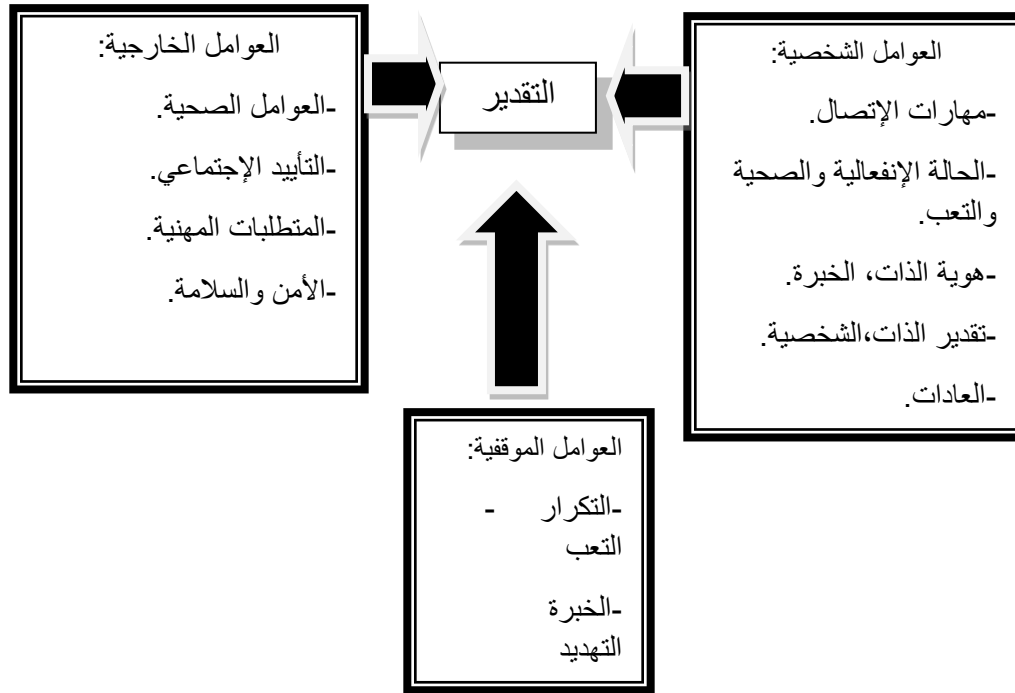 العوامل الشخصية:
-مهارات الإتصال.
-الحالة الإنفعالية والصحية
والتعب.
-هوية الذات، الخبرة.
-تقدير الذات،الشخصية.
-العادات.
التقدير
العوامل الخارجية:
-العوامل الصحية.
-التأييد الإجتماعي.
-المتطلبات المهنية.
-الأمن والسلامة.
العوامل الموقفية:
-التكرار -
التعب
-الخبرة
التهديد